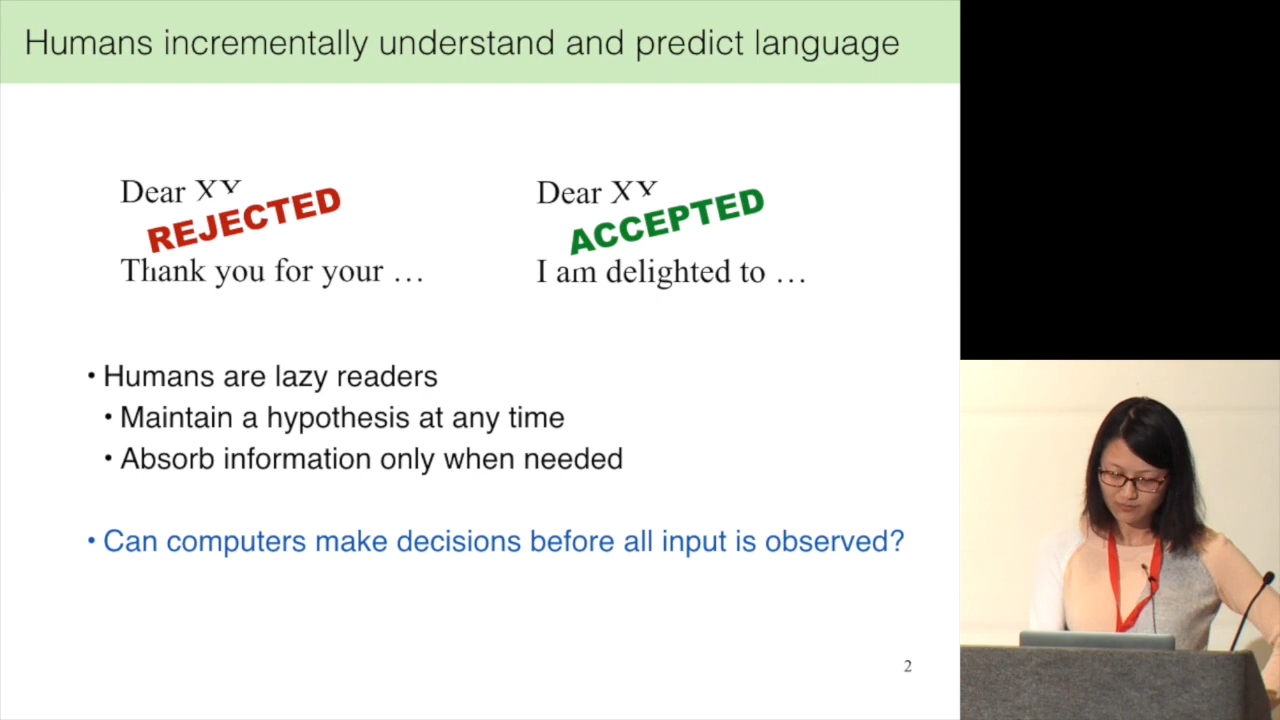 Humans incrementally understand and predict language
Dear XY
REJECTED
Thank you for your …
Dear XY
ACCEPTED
I am delighted to …
• Humans are lazy readers
• Maintain a hypothesis at any time
• Absorb information only when needed
• Can computers make decisions before all input is observed?
2